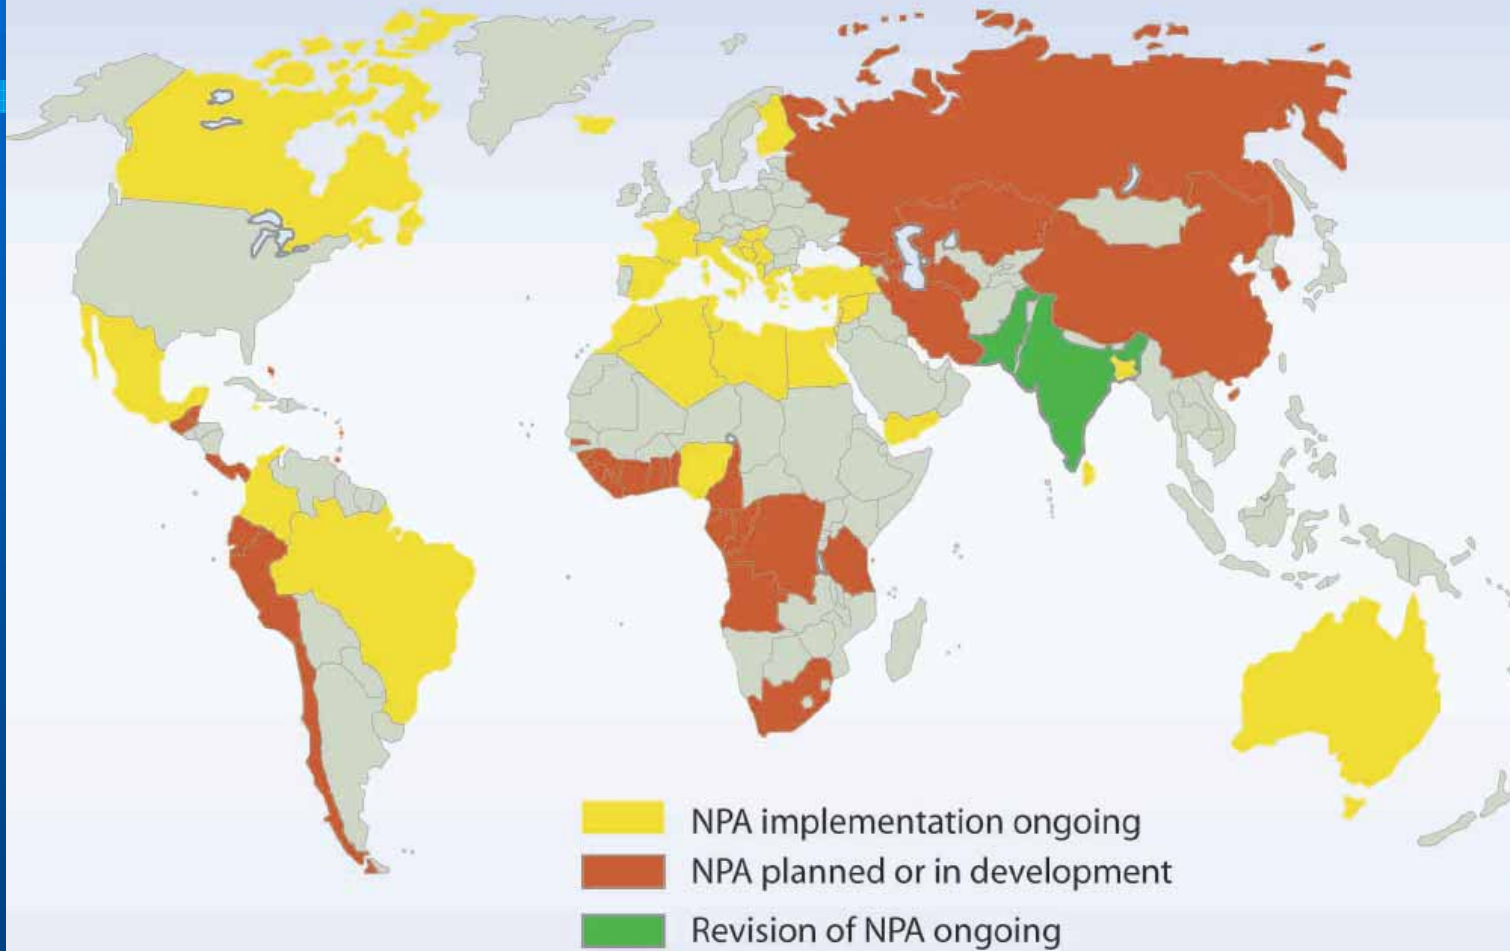 NPA implementation ongoing
NPA planned or in development
Revision of NPA ongoing